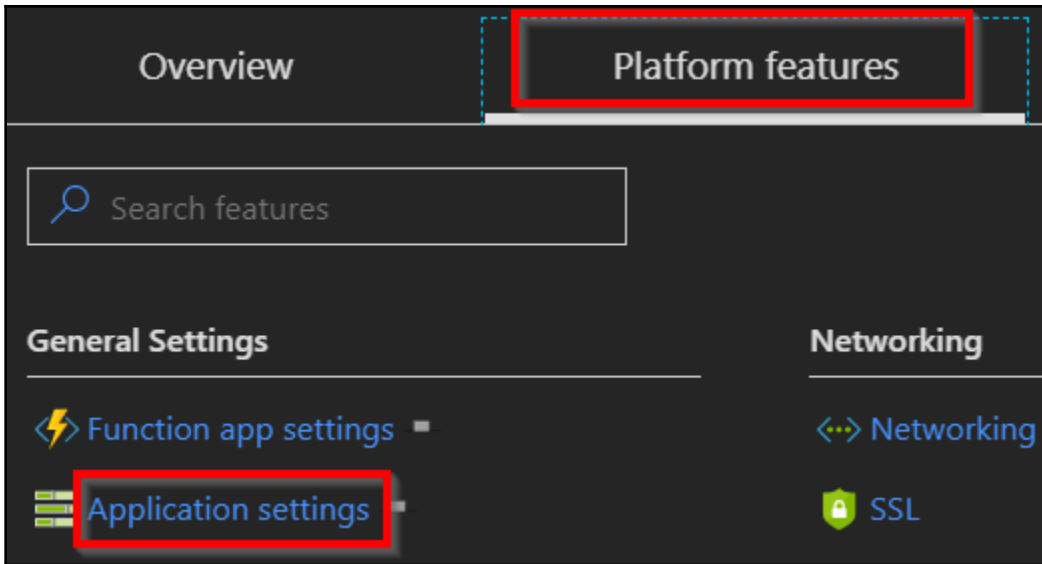 Overview
Platform features
Search features
General Settings
Networking
Function app settings
Networking
Application settings
SSL